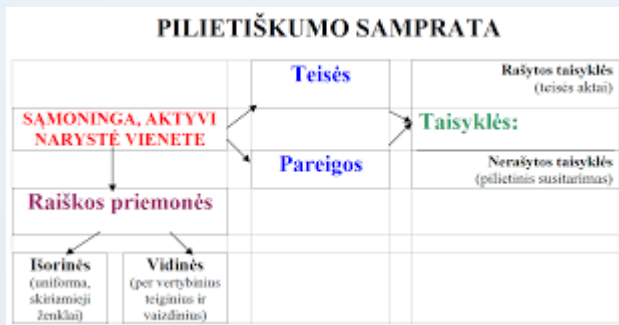 PILIETIŠKUMO SAMPRATA
Teisės
Rašytos taisyklės
(teisės aktai)
SĄMONINGA, AKTYVI
NARYSTĖ VIENETE
Taisyklės:
Pareigos
Nerašytos taisyklės
(pilietinis susitarimas)
Raiškos priemonės
Išorinės
(uniforma,
skiriamieji
ženklai)
Vidinės
(per vertybinius
teiginius ir
vaizdinius)